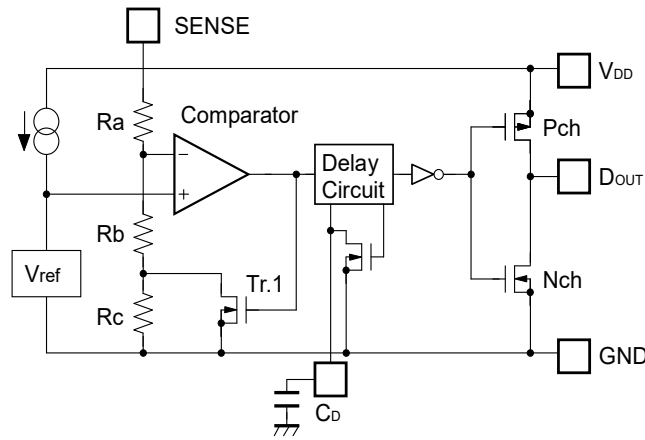 SENSE
VDD
Ra
Comparator
Pch
−
+
Delay
Circuit
DOUT
Rb
Vref
Tr.1
Nch
Rc
GND
CD